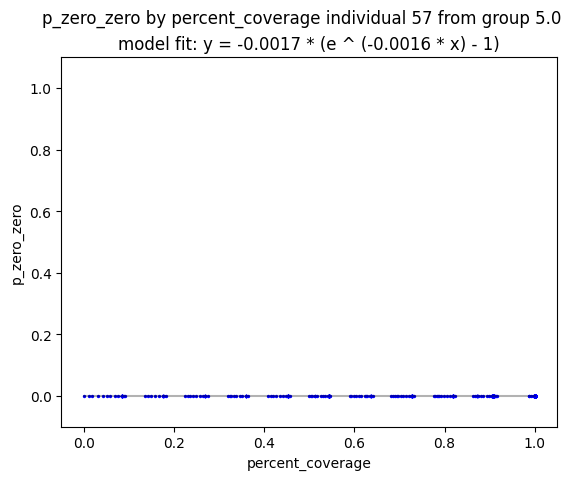 p_zero_zero by percent_coverage individual 57 from group 5.0
model fit: y = -0.0017 * (e ^ (-0.0016 * x) - 1)
1.0
0.8
0.6
0.4
0.2
0.0
p_zero_zero
0.0 0.2 0.4 0.6 0.8 1.0
percent_coverage